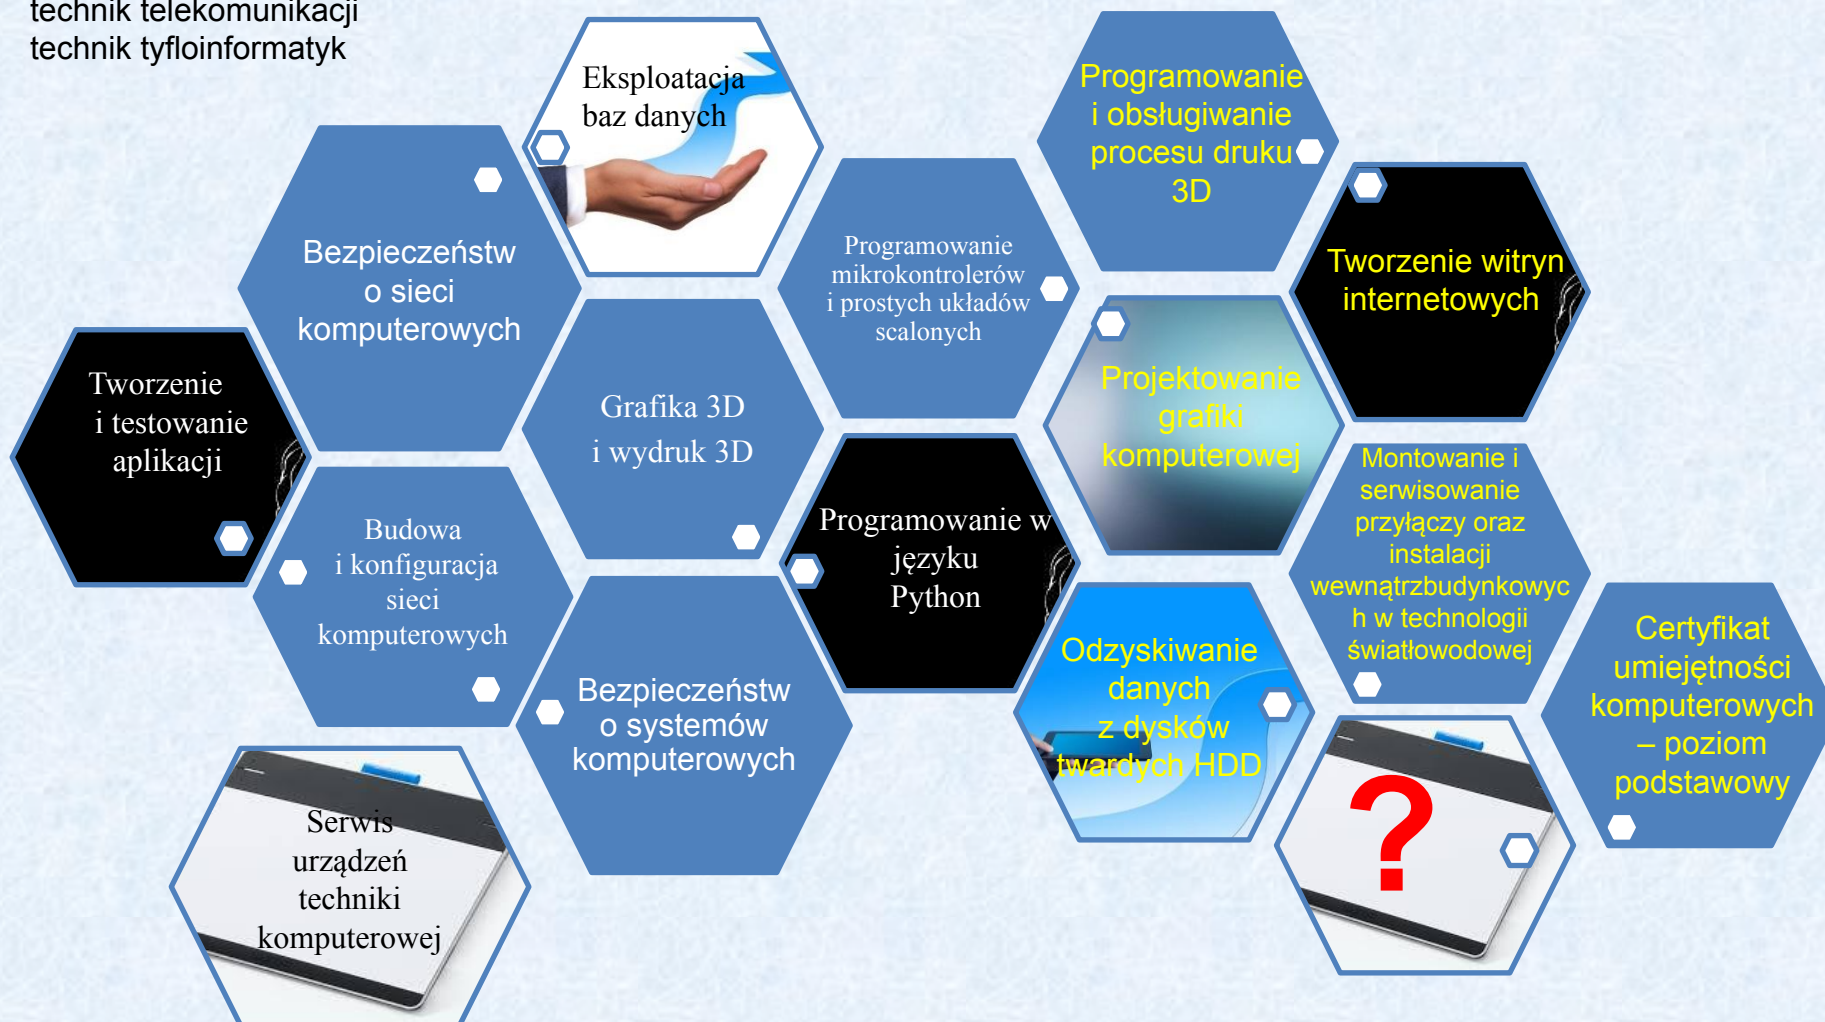 technik telekomunikacji
technik tyfloinformatyk
Eksploatacja
baz danych
Programowanie
i obsługiwanie
procesu druku
3D
Bezpieczeństw
o sieci
komputerowych
Programowanie
mikrokontrolerów
i prostych układów
scalonych
Tworzenie witryn
internetowych
Tworzenie
i testowanie
aplikacji
Grafika 3D
i wydruk 3D
Projektowanie
grafiki
komputerowej
Budowa
i konfiguracja
sieci
komputerowych
Programowanie w
języku
Python
Montowanie i
serwisowanie
przyłączy oraz
instalacji
wewnątrzbudynkowyc
h w technologii
światłowodowej
Bezpieczeństw
o systemów
komputerowych
Odzyskiwanie
danych
z dysków
twardych HDD
Certyfikat
umiejętności
komputerowych
– poziom
podstawowy
Serwis
urządzeń
techniki
komputerowej
?